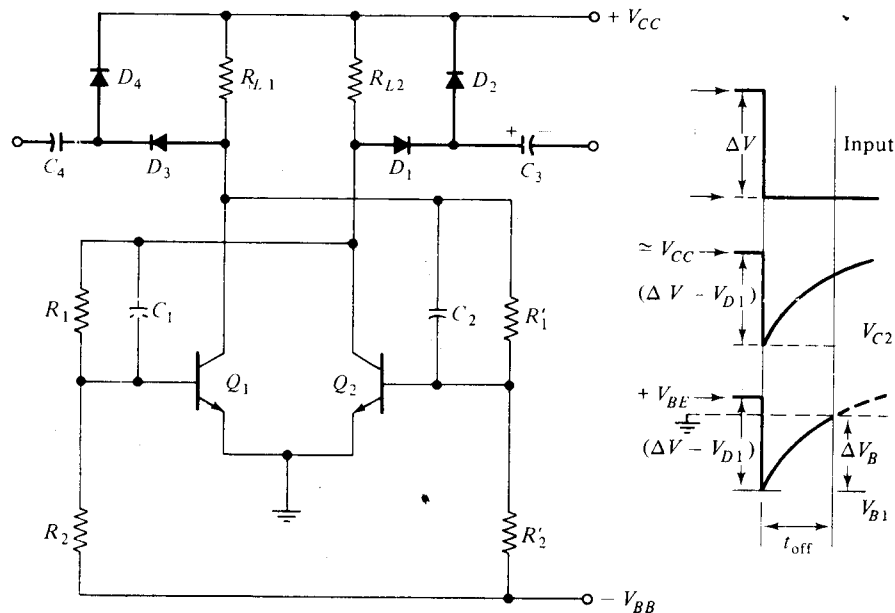 + V_CC
D_4
R_L1
R_L2
D_2
C_4
D_3
D_1
+
C_3
R_1
C_1
C_2
R'_1
Q_1
Q_2
R_2
R'_2
− V_BB
ΔV
Input
≃ V_CC
(ΔV − V_D1)
V_C2
+ V_BE
(ΔV − V_D1)
ΔV_B
V_B1
t_off